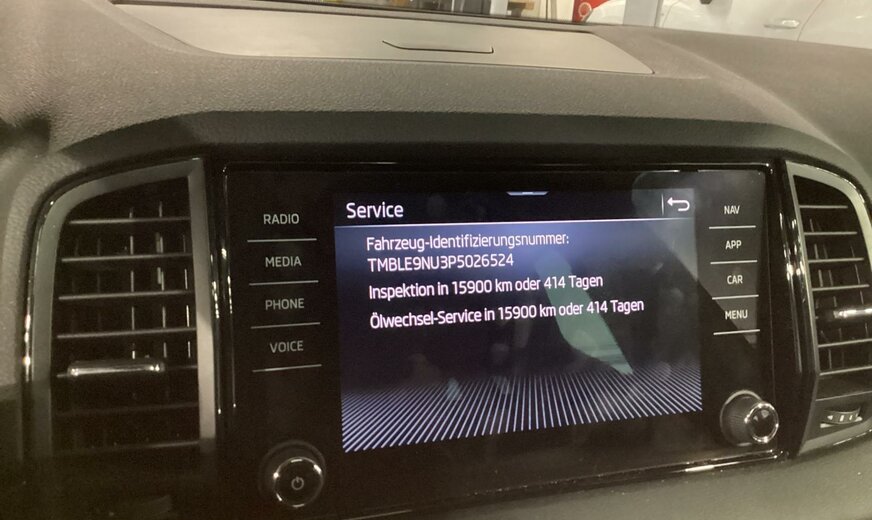 Service
RADIO
MEDIA
PHONE
VOICE
Fahrzeug-Identifizierungsnummer:
TMBLE9NU3P5026524
Inspektion in 15900 km oder 414 Tagen
Ölwechsel-Service in 15900 km oder 414 Tagen
NAV
APP
CAR
MENU